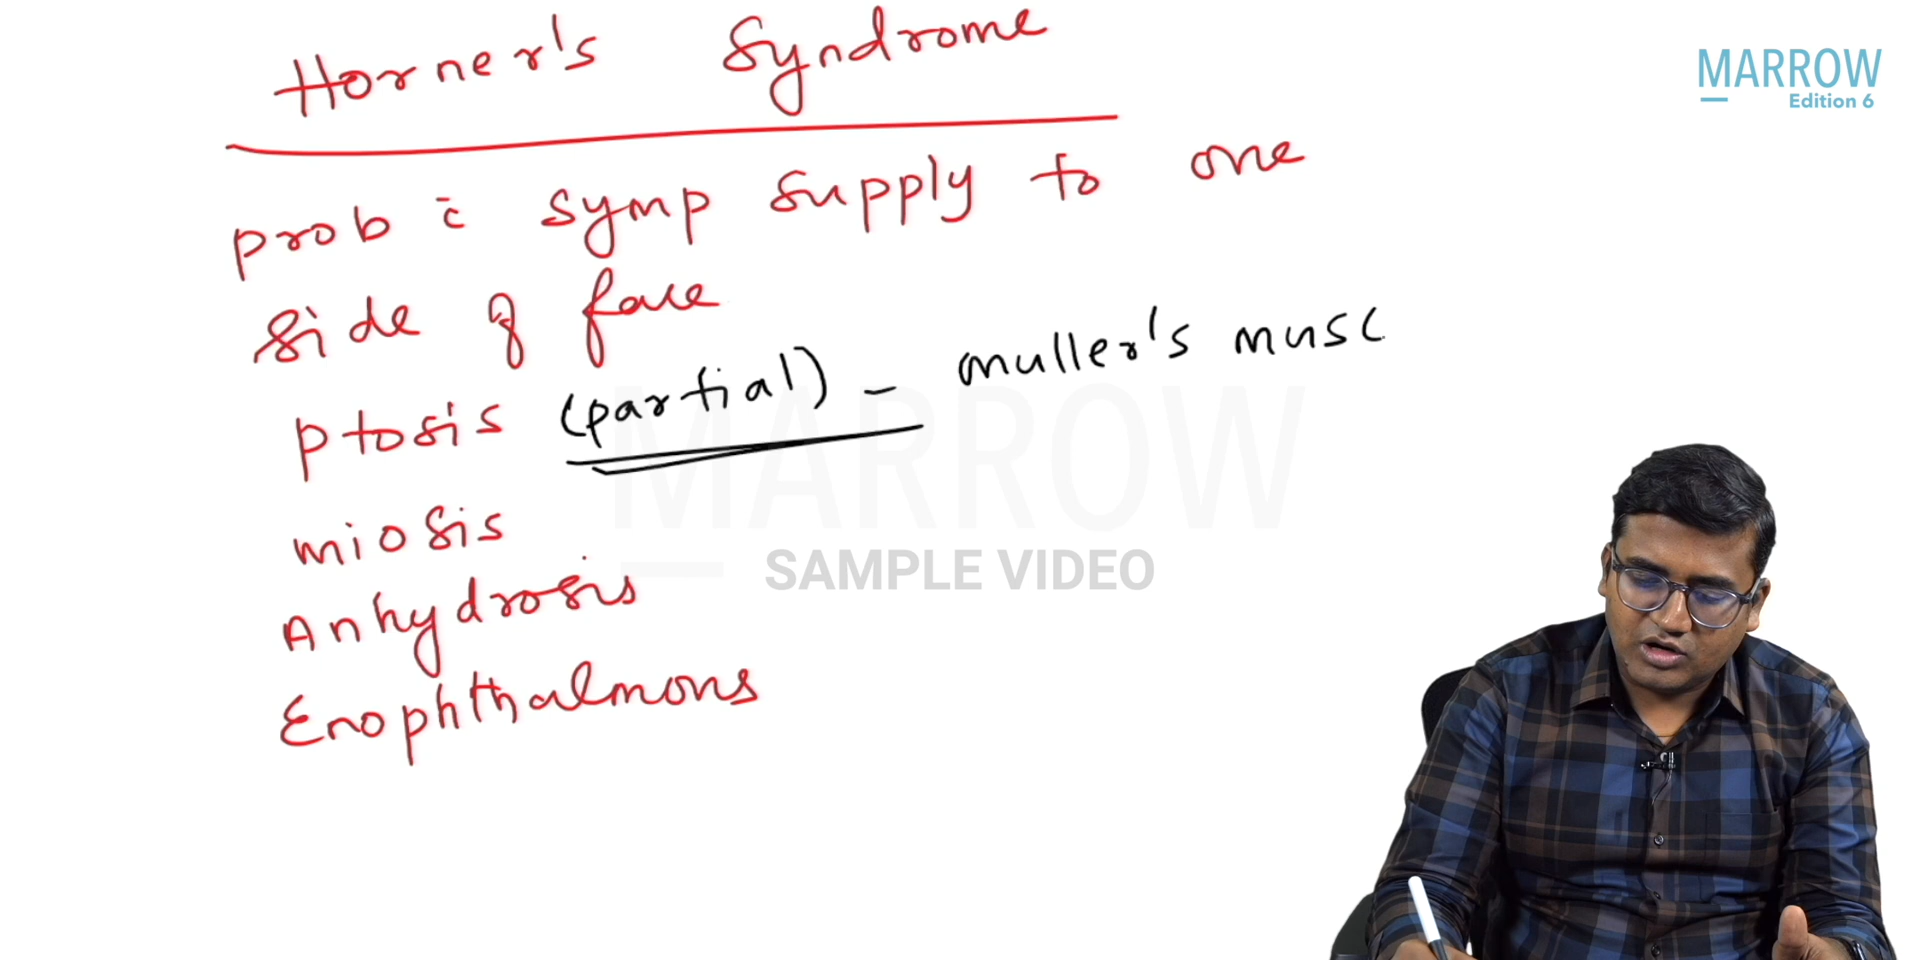 Horner's Syndrome
MARROW
Edition 6
prob c̄ symp supply to one
side of face
ptosis (partial) - muller's musc
miosis
Anhydrosis
Enophthalmons
MARROW
SAMPLE VIDEO